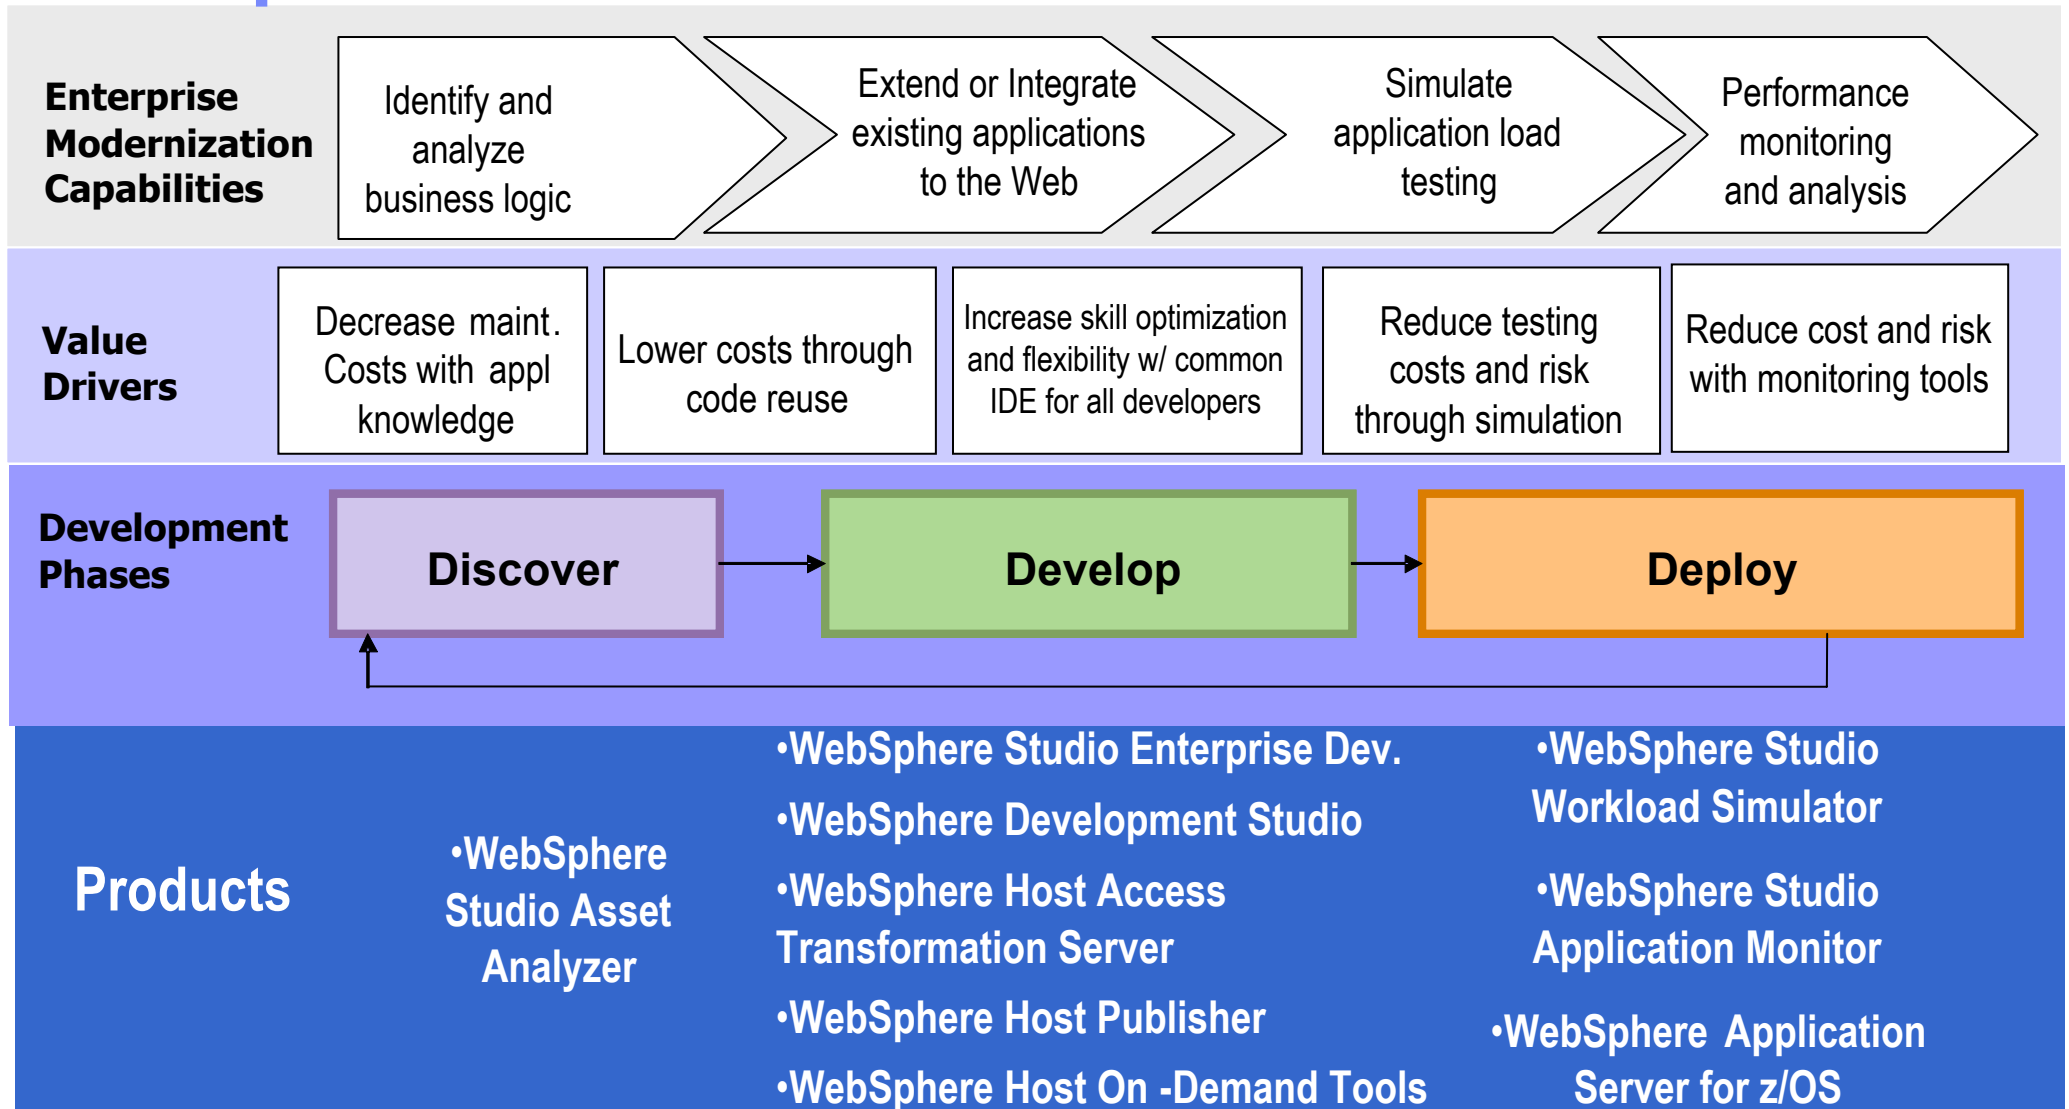 Enterprise
Modernization
Capabilities
Identify and
analyze
business logic
Extend or Integrate
existing applications
to the Web
Simulate
application load
testing
Performance
monitoring
and analysis
Value
Drivers
Decrease maint.
Costs with appl
knowledge
Lower costs through
code reuse
Increase skill optimization
and flexibility w/ common
IDE for all developers
Reduce testing
costs and risk
through simulation
Reduce cost and risk
with monitoring tools
Development
Phases
Discover
Develop
Deploy
Products
•WebSphere
Studio Asset
Analyzer
•WebSphere Studio Enterprise Dev.
•WebSphere Development Studio
•WebSphere Host Access
Transformation Server
•WebSphere Host Publisher
•WebSphere Host On -Demand Tools
•WebSphere Studio
Workload Simulator
•WebSphere Studio
Application Monitor
•WebSphere Application
Server for z/OS